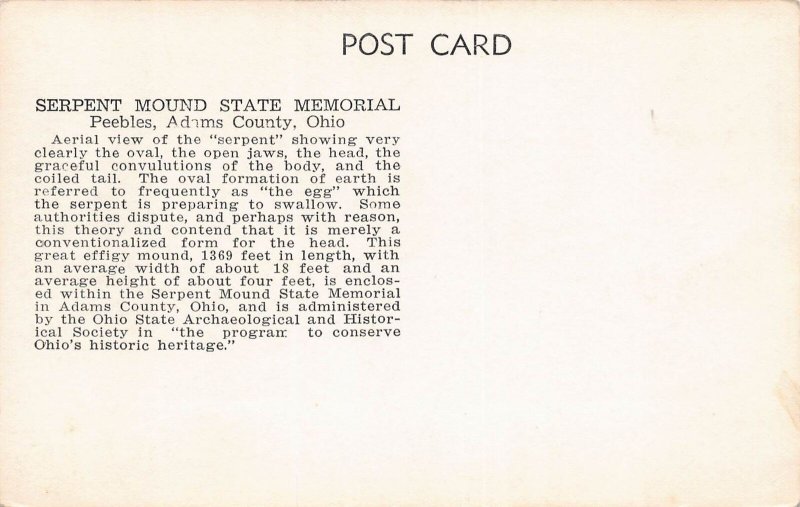 POST CARD
SERPENT MOUND STATE MEMORIAL
Peebles, Adams County, Ohio
Aerial view of the "serpent" showing very
clearly the oval, the open jaws, the head, the
graceful convulutions of the body, and the
coiled tail. The oval formation of earth is
referred to frequently as "the egg" which
the serpent is preparing to swallow. Some
authorities dispute, and perhaps with reason,
this theory and contend that it is merely a
conventionalized form for the head. This
great effigy mound, 1369 feet in length, with
an average width of about 18 feet and an
average height of about four feet, is enclos-
ed within the Serpent Mound State Memorial
in Adams County, Ohio, and is administered
by the Ohio State Archaeological and Histor-
ical Society in "the program to conserve
Ohio's historic heritage."